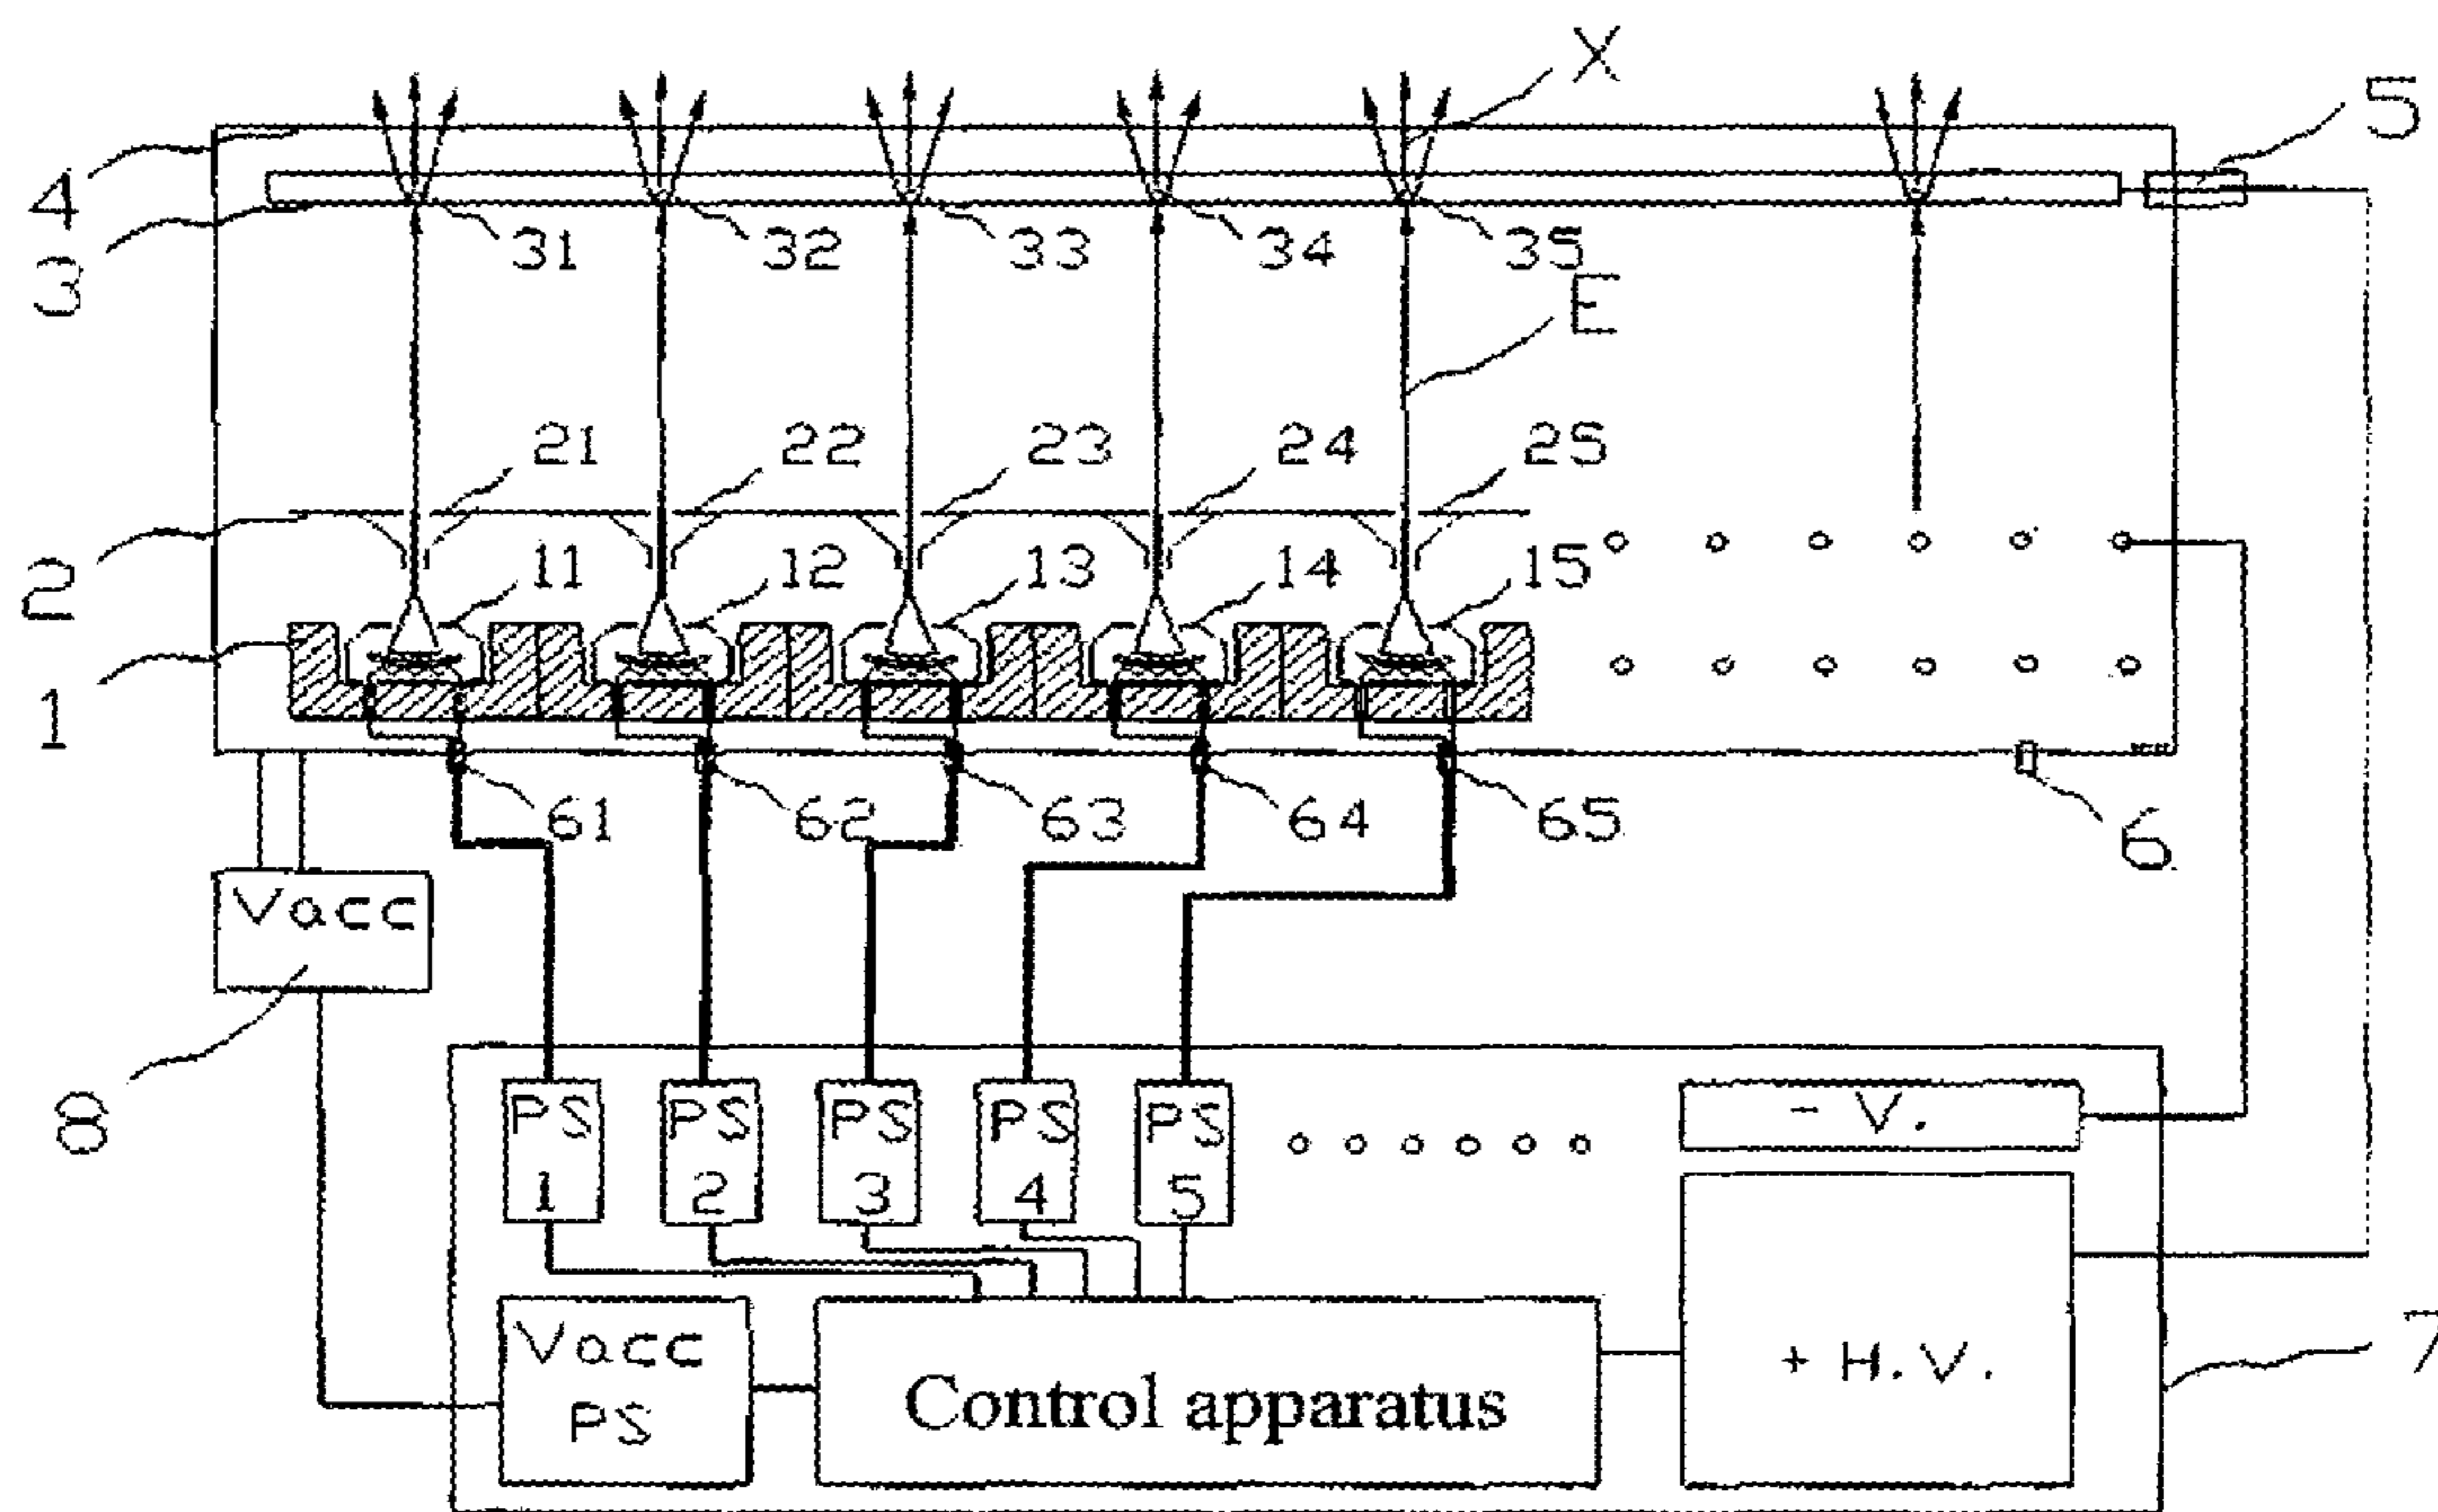 X
5
4
3
31 32 33 34 35
E
21 22 23 24 25
2
11 12 13 14 15
1
61 62 63 64 65
6
Vacc
8
PS 1
PS 2
PS 3
PS 4
PS 5
- V.
+ H.V.
7
Vacc
PS
Control apparatus